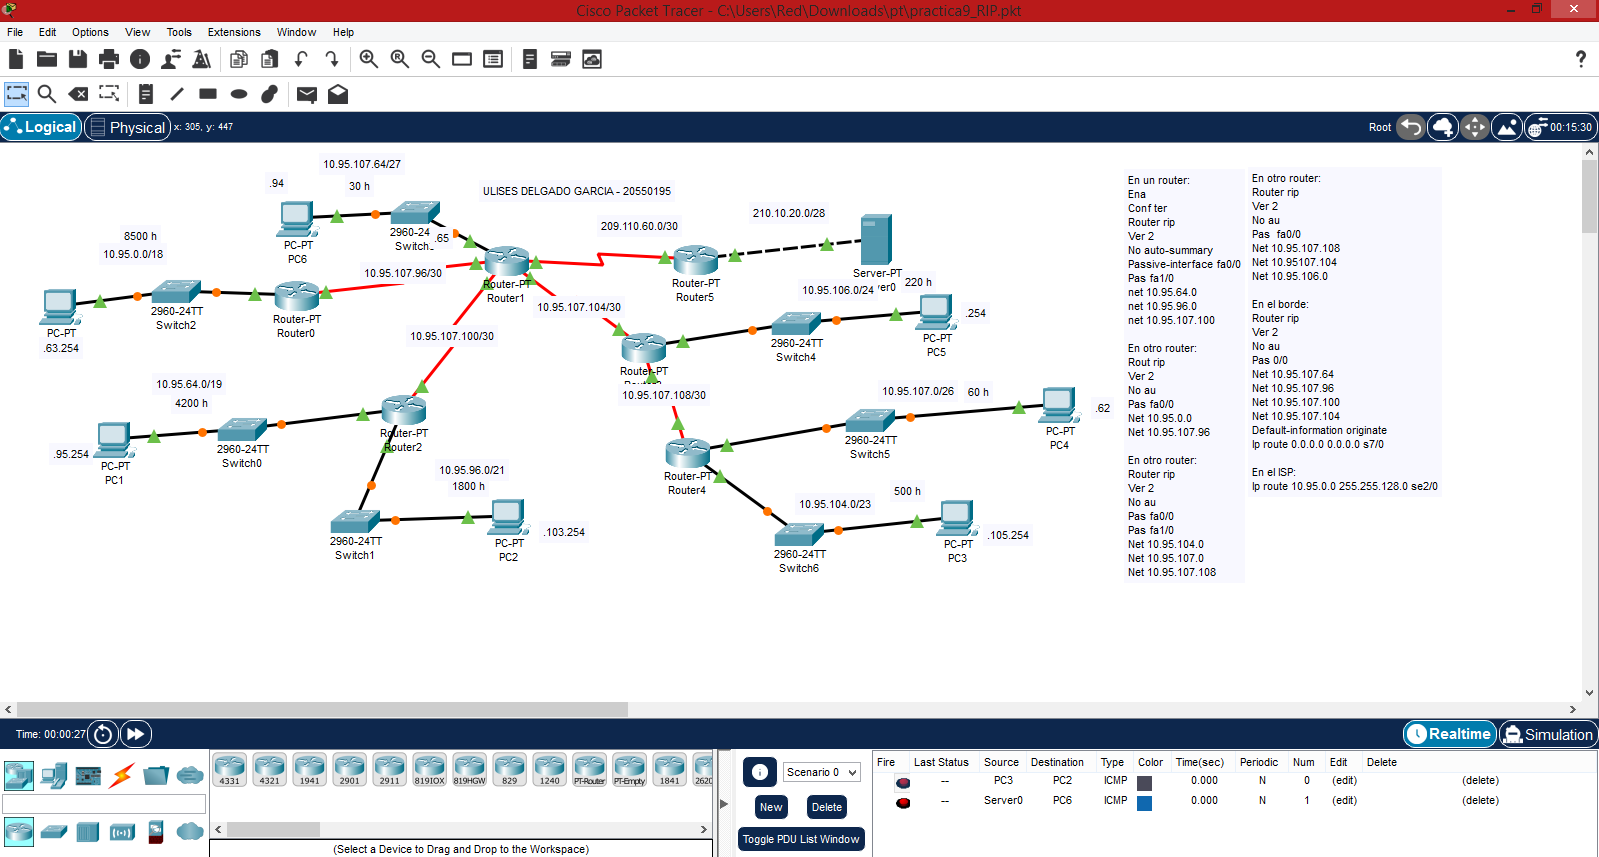 Cisco Packet Tracer - C:\Users\Red\Downloads\pt\practica9_RIP.pkt
File Edit Options View Tools Extensions Window Help
Logical Physical x: 305, y: 447
Root 00:15:30
10.95.107.64/27
.94
30 h
ULISES DELGADO GARCIA - 20550195
PC-PT
PC6
2960-24
Switch
.65
8500 h
10.95.0.0/18
10.95.107.96/30
209.110.60.0/30
210.10.20.0/28
PC-PT
.63.254
2960-24TT
Switch2
Router-PT
Router0
Router-PT
Router1
Router-PT
Router5
Server-PT
10.95.107.104/30
10.95.106.0/24
220 h
.254
2960-24TT
Switch4
PC-PT
PC5
Router-PT
10.95.107.100/30
10.95.64.0/19
4200 h
.95.254
PC-PT
PC1
2960-24TT
Switch0
Router-PT
Router2
10.95.107.108/30
10.95.107.0/26
60 h
.62
2960-24TT
Switch5
PC-PT
PC4
Router-PT
Router4
10.95.96.0/21
1800 h
2960-24TT
Switch1
PC-PT
PC2
.103.254
10.95.104.0/23
500 h
2960-24TT
Switch6
PC-PT
PC3
.105.254
En un router:
Ena
Conf ter
Router rip
Ver 2
No auto-summary
Passive-interface fa0/0
Pas fa1/0
net 10.95.64.0
net 10.95.96.0
net 10.95.107.100
En otro router:
Rout rip
Ver 2
No au
Pas fa0/0
Net 10.95.0.0
Net 10.95.107.96
En otro router:
Router rip
Ver 2
No au
Pas fa0/0
Pas fa1/0
Net 10.95.104.0
Net 10.95.107.0
Net 10.95.107.108
En otro router:
Router rip
Ver 2
No au
Pas fa0/0
Net 10.95.107.108
Net 10.95107.104
Net 10.95.106.0
En el borde:
Router rip
Ver 2
No au
Pas 0/0
Net 10.95.107.64
Net 10.95.107.96
Net 10.95.107.100
Net 10.95.107.104
Default-information originate
Ip route 0.0.0.0 0.0.0.0 s7/0
En el ISP:
Ip route 10.95.0.0 255.255.128.0 se2/0
Time: 00:00:27
Realtime Simulation
4331 4321 1941 2901 2911 819IOX 819HGW 829 1240 PT-Router PT-Empty 1841 2620
(Select a Device to Drag and Drop to the Workspace)
Scenario 0
New Delete
Toggle PDU List Window
Fire Last Status Source Destination Type Color Time(sec) Periodic Num Edit Delete
-- PC3 PC2 ICMP 0.000 N 0 (edit) (delete)
-- Server0 PC6 ICMP 0.000 N 1 (edit) (delete)